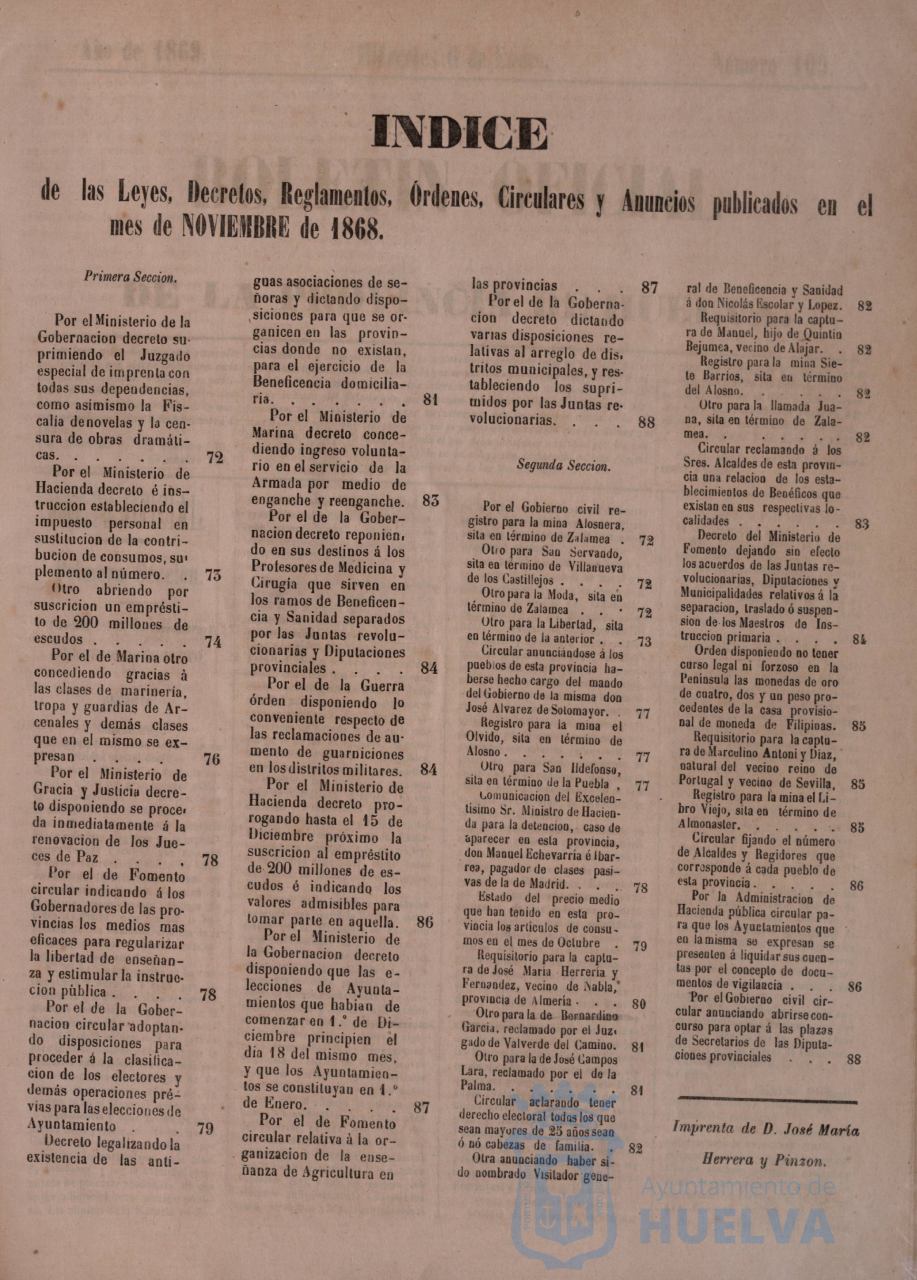 INDICE
de las Leyes, Decretos, Reglamentos, Órdenes, Circulares y Anuncios publicados en el
mes de NOVIEMBRE de 1868.
Primera Seccion.
Por el Ministerio de la
Gobernacion decreto su-
primiendo el Juzgado
especial de imprenta con
todas sus dependencias,
como asimismo la Fis-
calía de novelas y la cen-
sura de obras dramáti-
cas. . . . . . . . 72
Por el Ministerio de
Hacienda decreto é ins-
truccion estableciendo el
impuesto personal en
sustitucion de la contri-
bucion de consumos, su-
plemento al número. . 73
Otro abriendo por
suscricion un emprésti-
to de 200 millones de
escudos . . . . . 74
Por el de Marina otro
concediendo gracias á
las clases de marinería,
tropa y guardias de Ar-
cenales y demás clases
que en el mismo se ex-
presan . . . . . 76
Por el Ministerio de
Gracia y Justicia decre-
to disponiendo se proce-
da inmediatamente á la
renovacion de los Jue-
ces de Paz . . . . 78
Por el de Fomento
circular indicando á los
Gobernadores de las pro-
vincias los medios mas
eficaces para regularizar
la libertad de enseñan-
za y estimular la instruc-
cion pública . . . . 78
Por el de la Gober-
nacion circular adoptan-
do disposiciones para
proceder á la clasifica-
cion de los electores y
demás operaciones pré-
vias para las elecciones de
Ayuntamiento . . . 79
Decreto legalizando la
existencia de las anti-
guas asociaciones de se-
ñoras y dictando dispo-
siciones para que se or-
ganicen en las provin-
cias donde no existan,
para el ejercicio de la
Beneficencia domicilia-
ria. . . . . . . . 81
Por el Ministerio de
Marina decreto conce-
diendo ingreso volunta-
rio en el servicio de la
Armada por medio de
enganche y reenganche. 83
Por el de la Gober-
nacion decreto reponien-
do en sus destinos á los
Profesores de Medicina y
Cirugía que sirven en
los ramos de Beneficen-
cia y Sanidad separados
por las Juntas revolu-
cionarias y Diputaciones
provinciales . . . . 84
Por el de la Guerra
órden disponiendo lo
conveniente respecto de
las reclamaciones de au-
mento de guarniciones
en los distritos militares. 84
Por el Ministerio de
Hacienda decreto pro-
rogando hasta el 15 de
Diciembre próximo la
suscricion al empréstito
de 200 millones de es-
cudos é indicando los
valores admisibles para
tomar parte en aquella. 86
Por el Ministerio de
la Gobernacion decreto
disponiendo que las e-
lecciones de Ayunta-
mientos que habian de
comenzar en 1.° de Di-
ciembre principien el
dia 18 del mismo mes,
y que los Ayuntamien-
tos se constituyan en 1.°
de Enero. . . . . 87
Por el de Fomento
circular relativa á la or-
ganizacion de la ense-
ñanza de Agricultura en
las provincias . . . 87
Por el de la Goberna-
cion decreto dictando
varias disposiciones re-
lativas al arreglo de dis-
tritos municipales, y res-
tableciendo los supri-
midos por las Juntas re-
volucionarias. . . . 88
Segunda Seccion.
Por el Gobierno civil re-
gistro para la mina Alosnera,
sita en término de Zalamea . 72
Otro para San Servando,
sita en término de Villanueva
de los Castillejos . . . . 72
Otro para la Moda, sita en
término de Zalamea . . . 72
Otro para la Libertad, sita
en término de la anterior . . 73
Circular anunciándose á los
pueblos de esta provincia ha-
berse hecho cargo del mando
del Gobierno de la misma don
José Alvarez de Sotomayor. . 77
Registro para la mina el
Olvido, sita en término de
Alosno . . . . . . 77
Otro para San Ildefonso,
sita en término de la Puebla , 77
Comunicacion del Excelen-
tísimo Sr. Ministro de Hacien-
da para la detencion, caso de
aparecer en esta provincia,
don Manuel Echevarría é Ibar-
rea, pagador de clases pasi-
vas de la de Madrid. . . . 78
Estado del precio medio
que han tenido en esta pro-
vincia los artículos de consu-
mos en el mes de Octubre . 79
Requisitorio para la captu-
ra de José María Herrería y
Fernandez, vecino de Nabla,
provincia de Almería . . . 80
Otro para la de Bernardino
García, reclamado por el Juz-
gado de Valverde del Camino. 81
Otro para la de José Campos
Lara, reclamado por el de la
Palma. . . . . . . 81
Circular aclarando tener
derecho electoral todos los que
sean mayores de 25 años sean
ó nó cabezas de familia. . 82
Otra anunciando haber si-
do nombrado Visitador gene-
ral de Beneficencia y Sanidad
á don Nicolás Escolar y Lopez. 82
Requisitorio para la captu-
ra de Manuel, hijo de Quintin
Bejumea, vecino de Alajar. . 82
Registro para la mina Sie-
te Barrios, sita en término
del Alosno. . . . . . 82
Otro para la llamada Jua-
na, sita en término de Zala-
mea. . . . . . . 82
Circular reclamando á los
Sres. Alcaldes de esta provin-
cia una relacion de los esta-
blecimientos de Benéficos que
existan en sus respectivas lo-
calidades . . . . . . 83
Decreto del Ministerio de
Fomento dejando sin efecto
los acuerdos de las Juntas re-
volucionarias, Diputaciones y
Municipalidades relativos á la
separacion, traslado ó suspen-
sion de los Maestros de Ins-
truccion primaria . . . . 84
Orden disponiendo no tener
curso legal ni forzoso en la
Península las monedas de oro
de cuatro, dos y un peso pro-
cedentes de la casa provisio-
nal de moneda de Filipinas. 85
Requisitorio para la captu-
ra de Marcelino Antoni y Diaz,
natural del vecino reino de
Portugal y vecino de Sevilla, 85
Registro para la mina el Li-
bro Viejo, sita en término de
Almonaster. . . . . . 85
Circular fijando el número
de Alcaldes y Regidores que
corresponde á cada pueblo de
esta provincia. . . . . 86
Por la Administracion de
Hacienda pública circular pa-
ra que los Ayuntamientos que
en la misma se expresan se
presenten á liquidar sus cuen-
tas por el concepto de docu-
mentos de vigilancia . . . 86
Por el Gobierno civil cir-
cular anunciando abrirse con-
curso para optar á las plazas
de Secretarios de las Diputa-
ciones provinciales . . . 88
Imprenta de D. José María
Herrera y Pinzon.
Ayuntamiento de
HUELVA